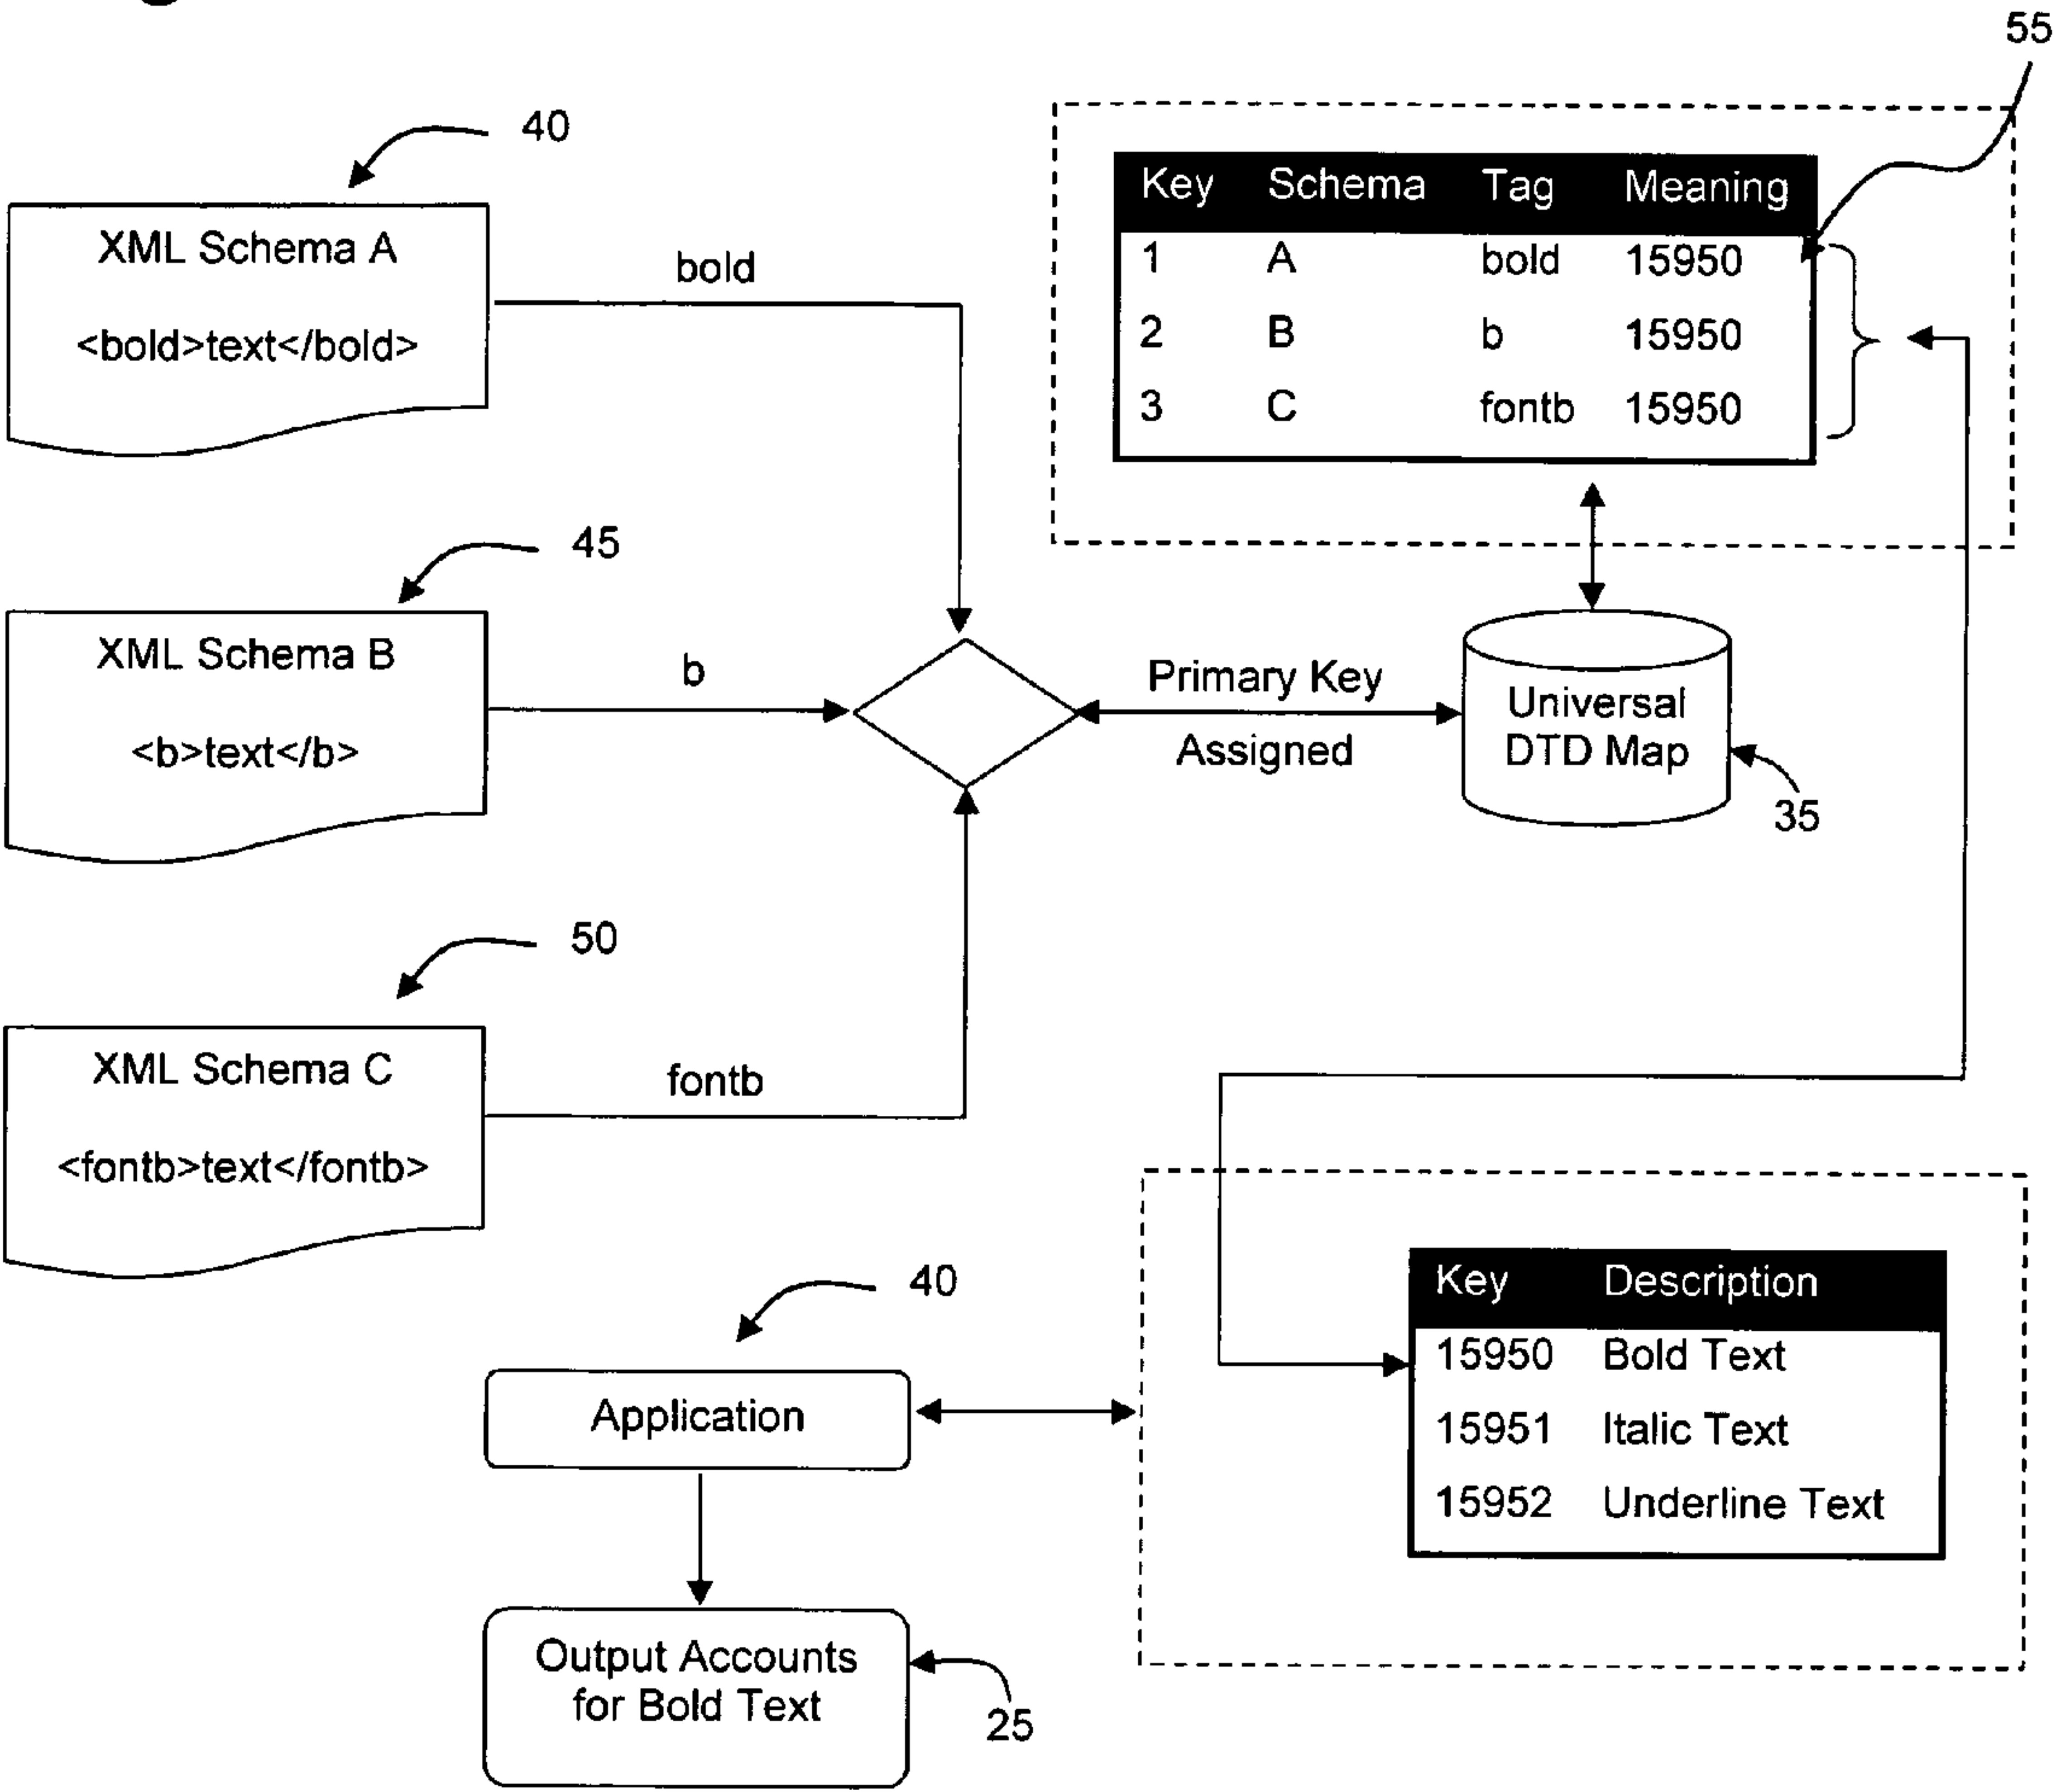 55
40
Key Schema Tag Meaning
1 A bold 15950
2 B b 15950
3 C fontb 15950
XML Schema A
<bold>text</bold>
bold
45
XML Schema B
<b>text</b>
b
Primary Key
Assigned
Universal
DTD Map
35
50
XML Schema C
<fontb>text</fontb>
fontb
40
Application
Key Description
15950 Bold Text
15951 Italic Text
15952 Underline Text
Output Accounts
for Bold Text
25